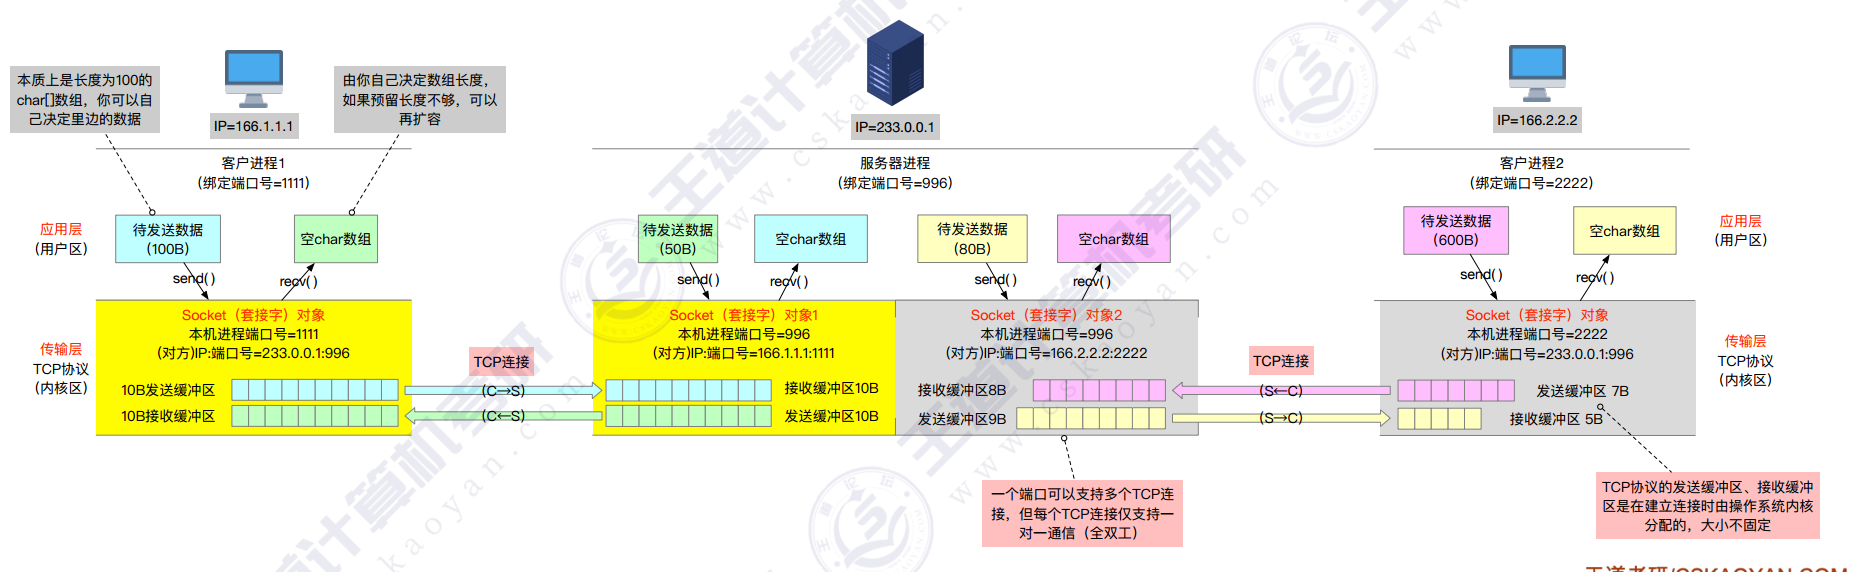 本质上是长度为100的
char[]数组，你可以自
己决定里边的数据
IP=166.1.1.1
由你自己决定数组长度，
如果预留长度不够，可以
再扩容
IP=233.0.0.1
IP=166.2.2.2
客户进程1
(绑定端口号=1111)
服务器进程
(绑定端口号=996)
客户进程2
(绑定端口号=2222)
应用层
(用户区)
待发送数据
(100B)
空char数组
待发送数据
(50B)
空char数组
待发送数据
(80B)
空char数组
待发送数据
(600B)
空char数组
应用层
(用户区)
send( )
recv( )
send( )
recv( )
send( )
recv( )
send( )
recv( )
传输层
TCP协议
(内核区)
Socket（套接字）对象
本机进程端口号=1111
(对方)IP:端口号=233.0.0.1:996
10B发送缓冲区
10B接收缓冲区
TCP连接
(C→S)
(C←S)
Socket（套接字）对象1
本机进程端口号=996
(对方)IP:端口号=166.1.1.1:1111
接收缓冲区10B
发送缓冲区10B
Socket（套接字）对象2
本机进程端口号=996
(对方)IP:端口号=166.2.2.2:2222
接收缓冲区8B
发送缓冲区9B
TCP连接
(S←C)
(S→C)
Socket（套接字）对象
本机进程端口号=2222
(对方)IP:端口号=233.0.0.1:996
发送缓冲区 7B
接收缓冲区 5B
传输层
TCP协议
(内核区)
一个端口可以支持多个TCP连
接，但每个TCP连接仅支持一
对一通信（全双工）
TCP协议的发送缓冲区、接收缓冲
区是在建立连接时由操作系统内核
分配的，大小不固定
王道计算机考研
www.cskaoyan.com
王道考研/CSKAOYAN.COM